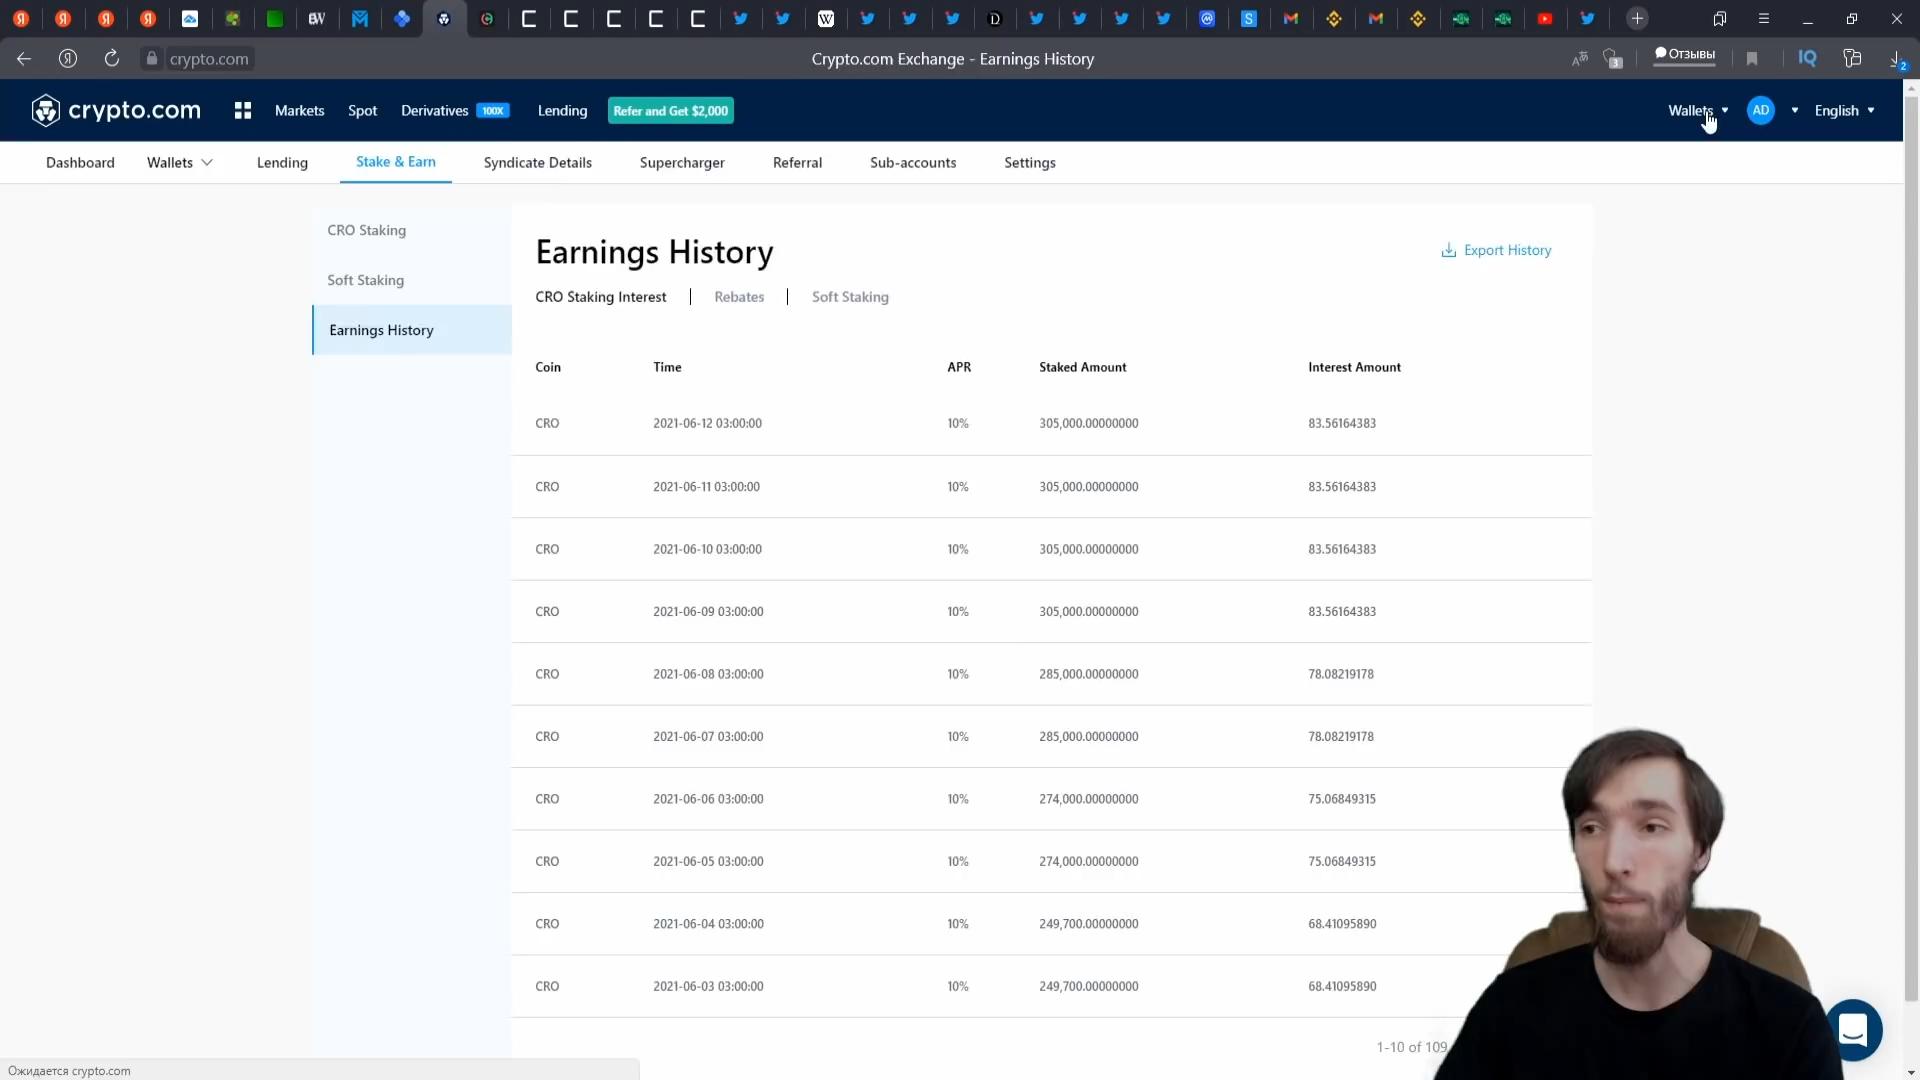 crypto.com
Crypto.com Exchange - Earnings History
3
Отзывы
IQ
2
crypto.com
Markets
Spot
Derivatives
100X
Lending
Refer and Get $2,000
Wallets
AD
English
Dashboard
Wallets
Lending
Stake & Earn
Syndicate Details
Supercharger
Referral
Sub-accounts
Settings
CRO Staking
Soft Staking
Earnings History
Earnings History
Export History
CRO Staking Interest | Rebates | Soft Staking
Coin Time APR Staked Amount Interest Amount
CRO 2021-06-12 03:00:00 10% 305,000.00000000 83.56164383
CRO 2021-06-11 03:00:00 10% 305,000.00000000 83.56164383
CRO 2021-06-10 03:00:00 10% 305,000.00000000 83.56164383
CRO 2021-06-09 03:00:00 10% 305,000.00000000 83.56164383
CRO 2021-06-08 03:00:00 10% 285,000.00000000 78.08219178
CRO 2021-06-07 03:00:00 10% 285,000.00000000 78.08219178
CRO 2021-06-06 03:00:00 10% 274,000.00000000 75.06849315
CRO 2021-06-05 03:00:00 10% 274,000.00000000 75.06849315
CRO 2021-06-04 03:00:00 10% 249,700.00000000 68.41095890
CRO 2021-06-03 03:00:00 10% 249,700.00000000 68.41095890
1-10 of 109
Ожидается crypto.com